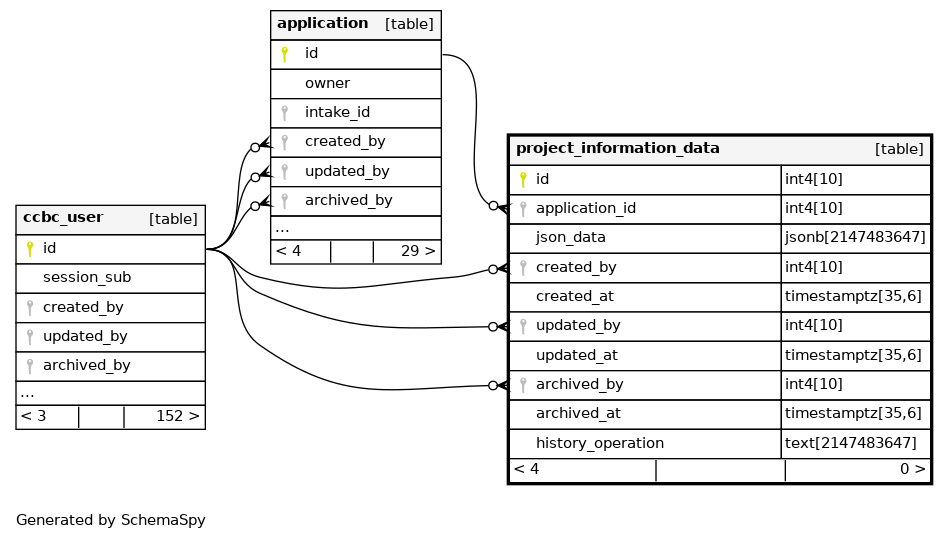 application [table]
id
owner
intake_id
created_by
updated_by
archived_by
...
< 4 29 >
project_information_data [table]
id int4[10]
application_id int4[10]
json_data jsonb[2147483647]
created_by int4[10]
created_at timestamptz[35,6]
updated_by int4[10]
updated_at timestamptz[35,6]
archived_by int4[10]
archived_at timestamptz[35,6]
history_operation text[2147483647]
< 4 0 >
ccbc_user [table]
id
session_sub
created_by
updated_by
archived_by
...
< 3 152 >
Generated by SchemaSpy